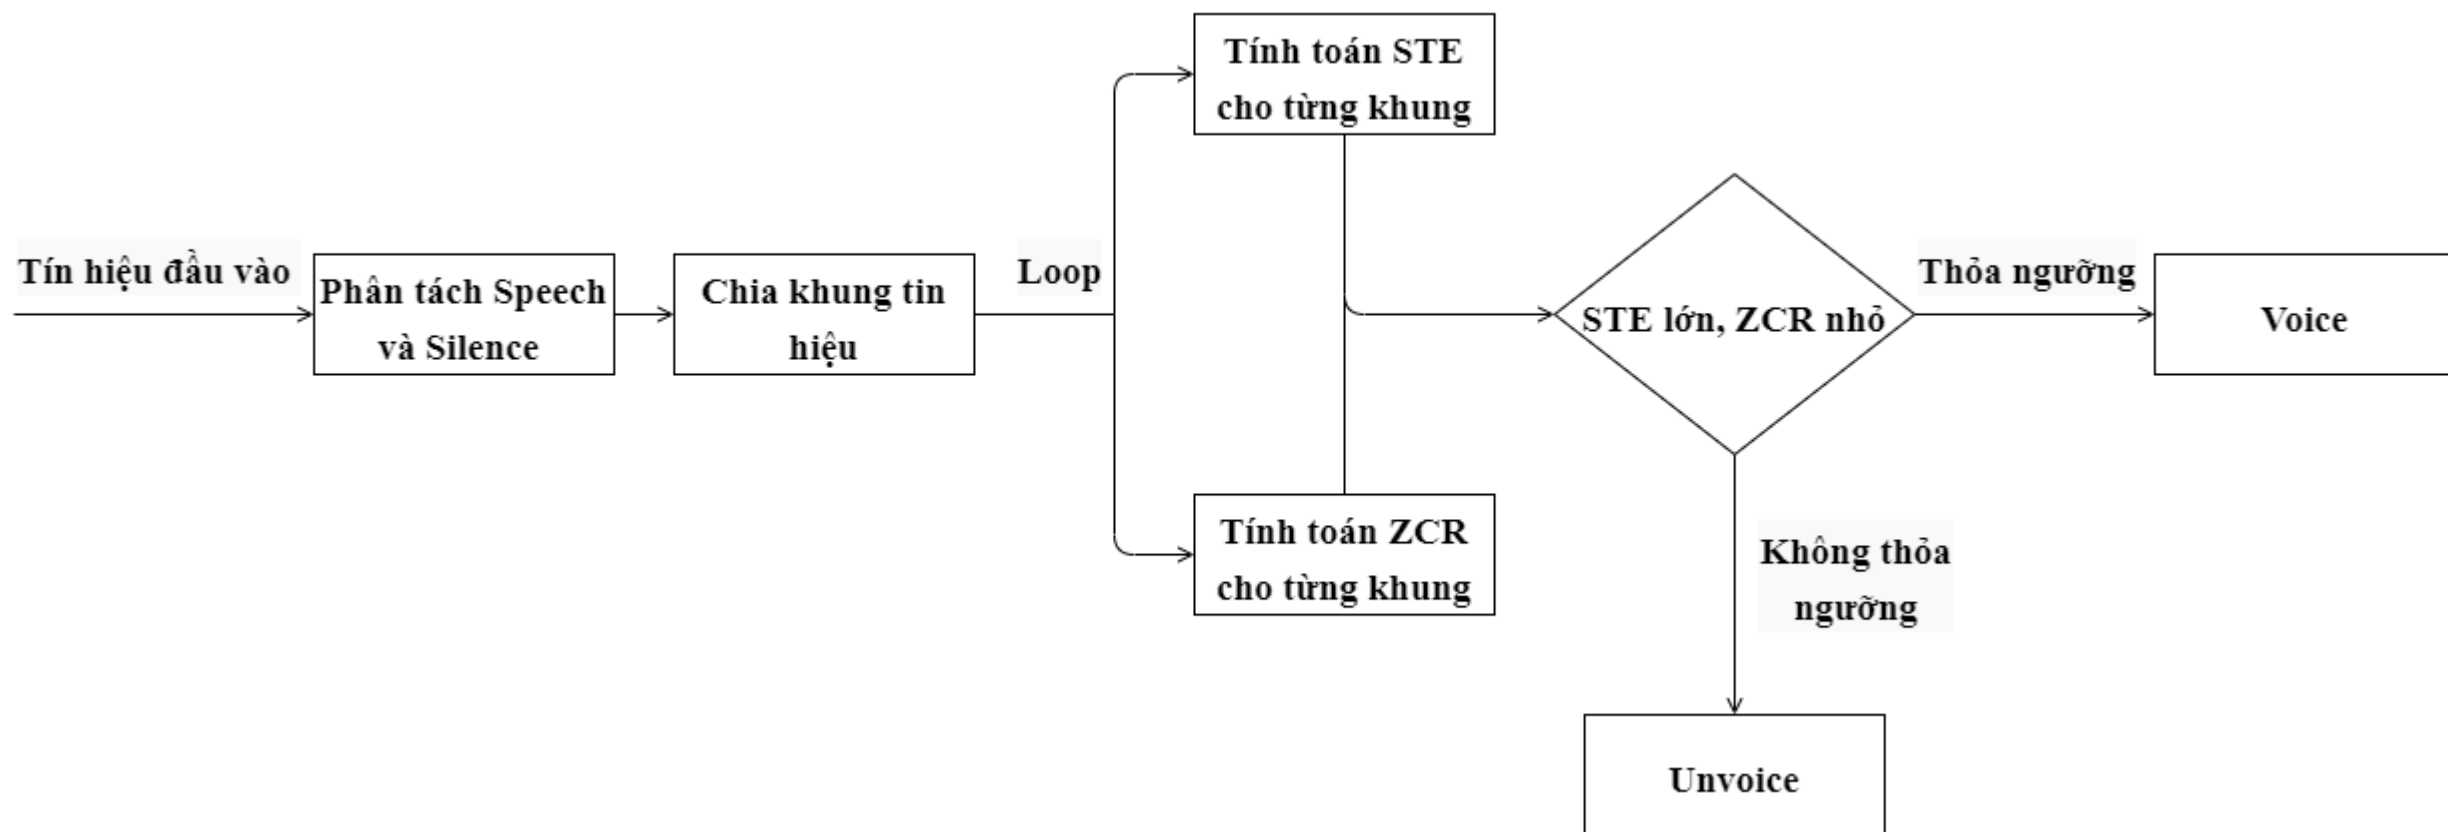 Tín hiệu đầu vào
Phân tách Speech
và Silence
Chia khung tin
hiệu
Loop
Tính toán STE
cho từng khung
Tính toán ZCR
cho từng khung
STE lớn, ZCR nhỏ
Thỏa ngưỡng
Voice
Không thỏa
ngưỡng
Unvoice